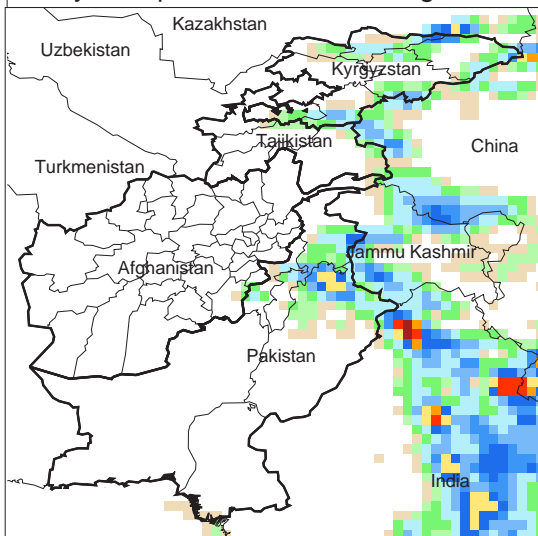 Kazakhstan
Uzbekistan
Kyrgyzstan
Tajikistan
China
Turkmenistan
Jammu Kashmir
Afghanistan
Pakistan
India